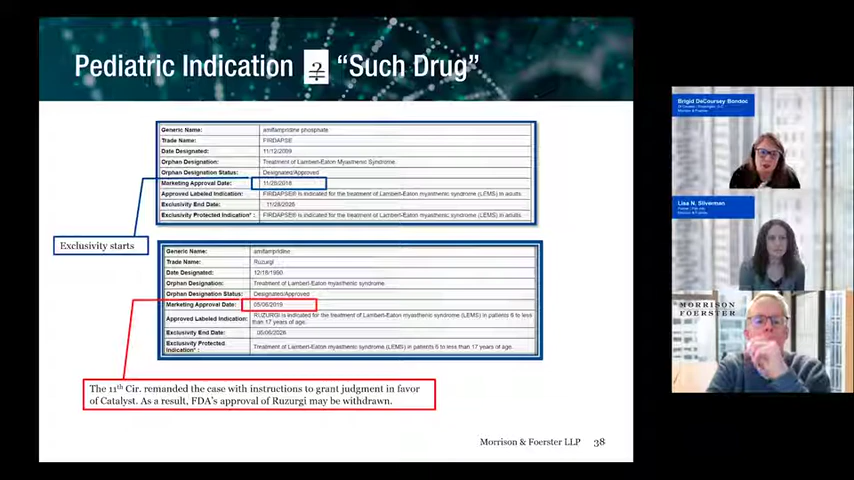 Pediatric Indication ≟ “Such Drug”
Generic Name: amifampridine phosphate
Trade Name: FIRDAPSE
Date Designated: 11/12/2009
Orphan Designation: Treatment of Lambert-Eaton Myasthenic Syndrome
Orphan Designation Status: Designated/Approved
Marketing Approval Date: 11/28/2018
Approved Labeled Indication: FIRDAPSE® is indicated for the treatment of Lambert-Eaton myasthenic syndrome (LEMS) in adults
Exclusivity End Date: 11/28/2025
Exclusivity Protected Indication* : FIRDAPSE® is indicated for the treatment of Lambert-Eaton myasthenic syndrome (LEMS) in adults
Exclusivity starts
Generic Name: amifampridine
Trade Name: Ruzurgi
Date Designated: 12/18/1990
Orphan Designation: Treatment of Lambert-Eaton myasthenic syndrome.
Orphan Designation Status: Designated/Approved
Marketing Approval Date: 05/06/2019
Approved Labeled Indication: RUZURGI is indicated for the treatment of Lambert-Eaton myasthenic syndrome (LEMS) in patients 6 to less
than 17 years of age.
Exclusivity End Date: 05/06/2026
Exclusivity Protected
Indication* : Treatment of Lambert-Eaton myasthenic syndrome (LEMS) in patients 6 to less than 17 years of age.
The 11th Cir. remanded the case with instructions to grant judgment in favor
of Catalyst. As a result, FDA’s approval of Ruzurgi may be withdrawn.
Morrison & Foerster LLP 38
Brigid DeCoursey Bondoc
Morrison & Foerster
Lisa N. Silverman
Morrison & Foerster
MORRISON
FOERSTER